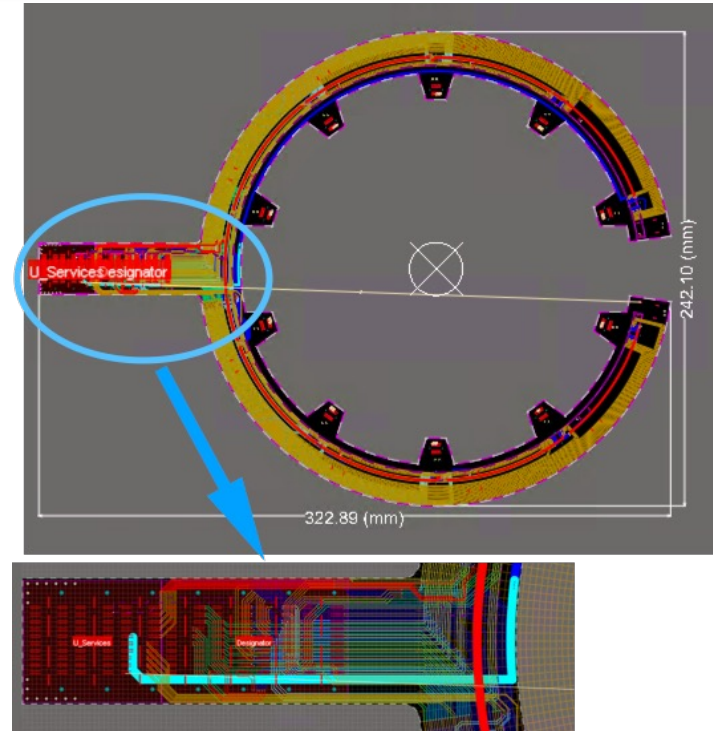 U_Services Designator
242.10 (mm)
322.89 (mm)
U_Services
Designator